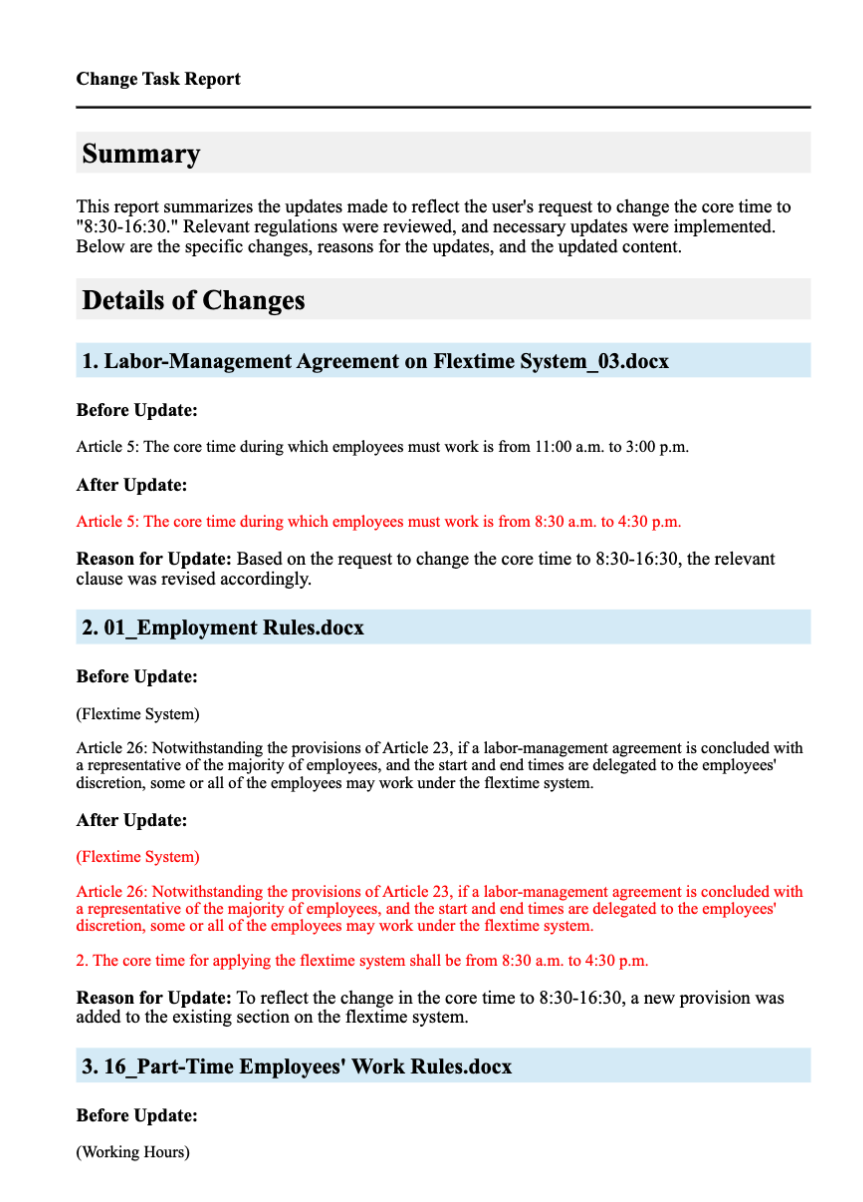 Change Task Report
Summary
This report summarizes the updates made to reflect the user's request to change the core time to
"8:30-16:30." Relevant regulations were reviewed, and necessary updates were implemented.
Below are the specific changes, reasons for the updates, and the updated content.
Details of Changes
1. Labor-Management Agreement on Flextime System_03.docx
Before Update:
Article 5: The core time during which employees must work is from 11:00 a.m. to 3:00 p.m.
After Update:
Article 5: The core time during which employees must work is from 8:30 a.m. to 4:30 p.m.
Reason for Update: Based on the request to change the core time to 8:30-16:30, the relevant
clause was revised accordingly.
2. 01_Employment Rules.docx
Before Update:
(Flextime System)
Article 26: Notwithstanding the provisions of Article 23, if a labor-management agreement is concluded with
a representative of the majority of employees, and the start and end times are delegated to the employees'
discretion, some or all of the employees may work under the flextime system.
After Update:
(Flextime System)
Article 26: Notwithstanding the provisions of Article 23, if a labor-management agreement is concluded with
a representative of the majority of employees, and the start and end times are delegated to the employees'
discretion, some or all of the employees may work under the flextime system.
2. The core time for applying the flextime system shall be from 8:30 a.m. to 4:30 p.m.
Reason for Update: To reflect the change in the core time to 8:30-16:30, a new provision was
added to the existing section on the flextime system.
3. 16_Part-Time Employees' Work Rules.docx
Before Update:
(Working Hours)